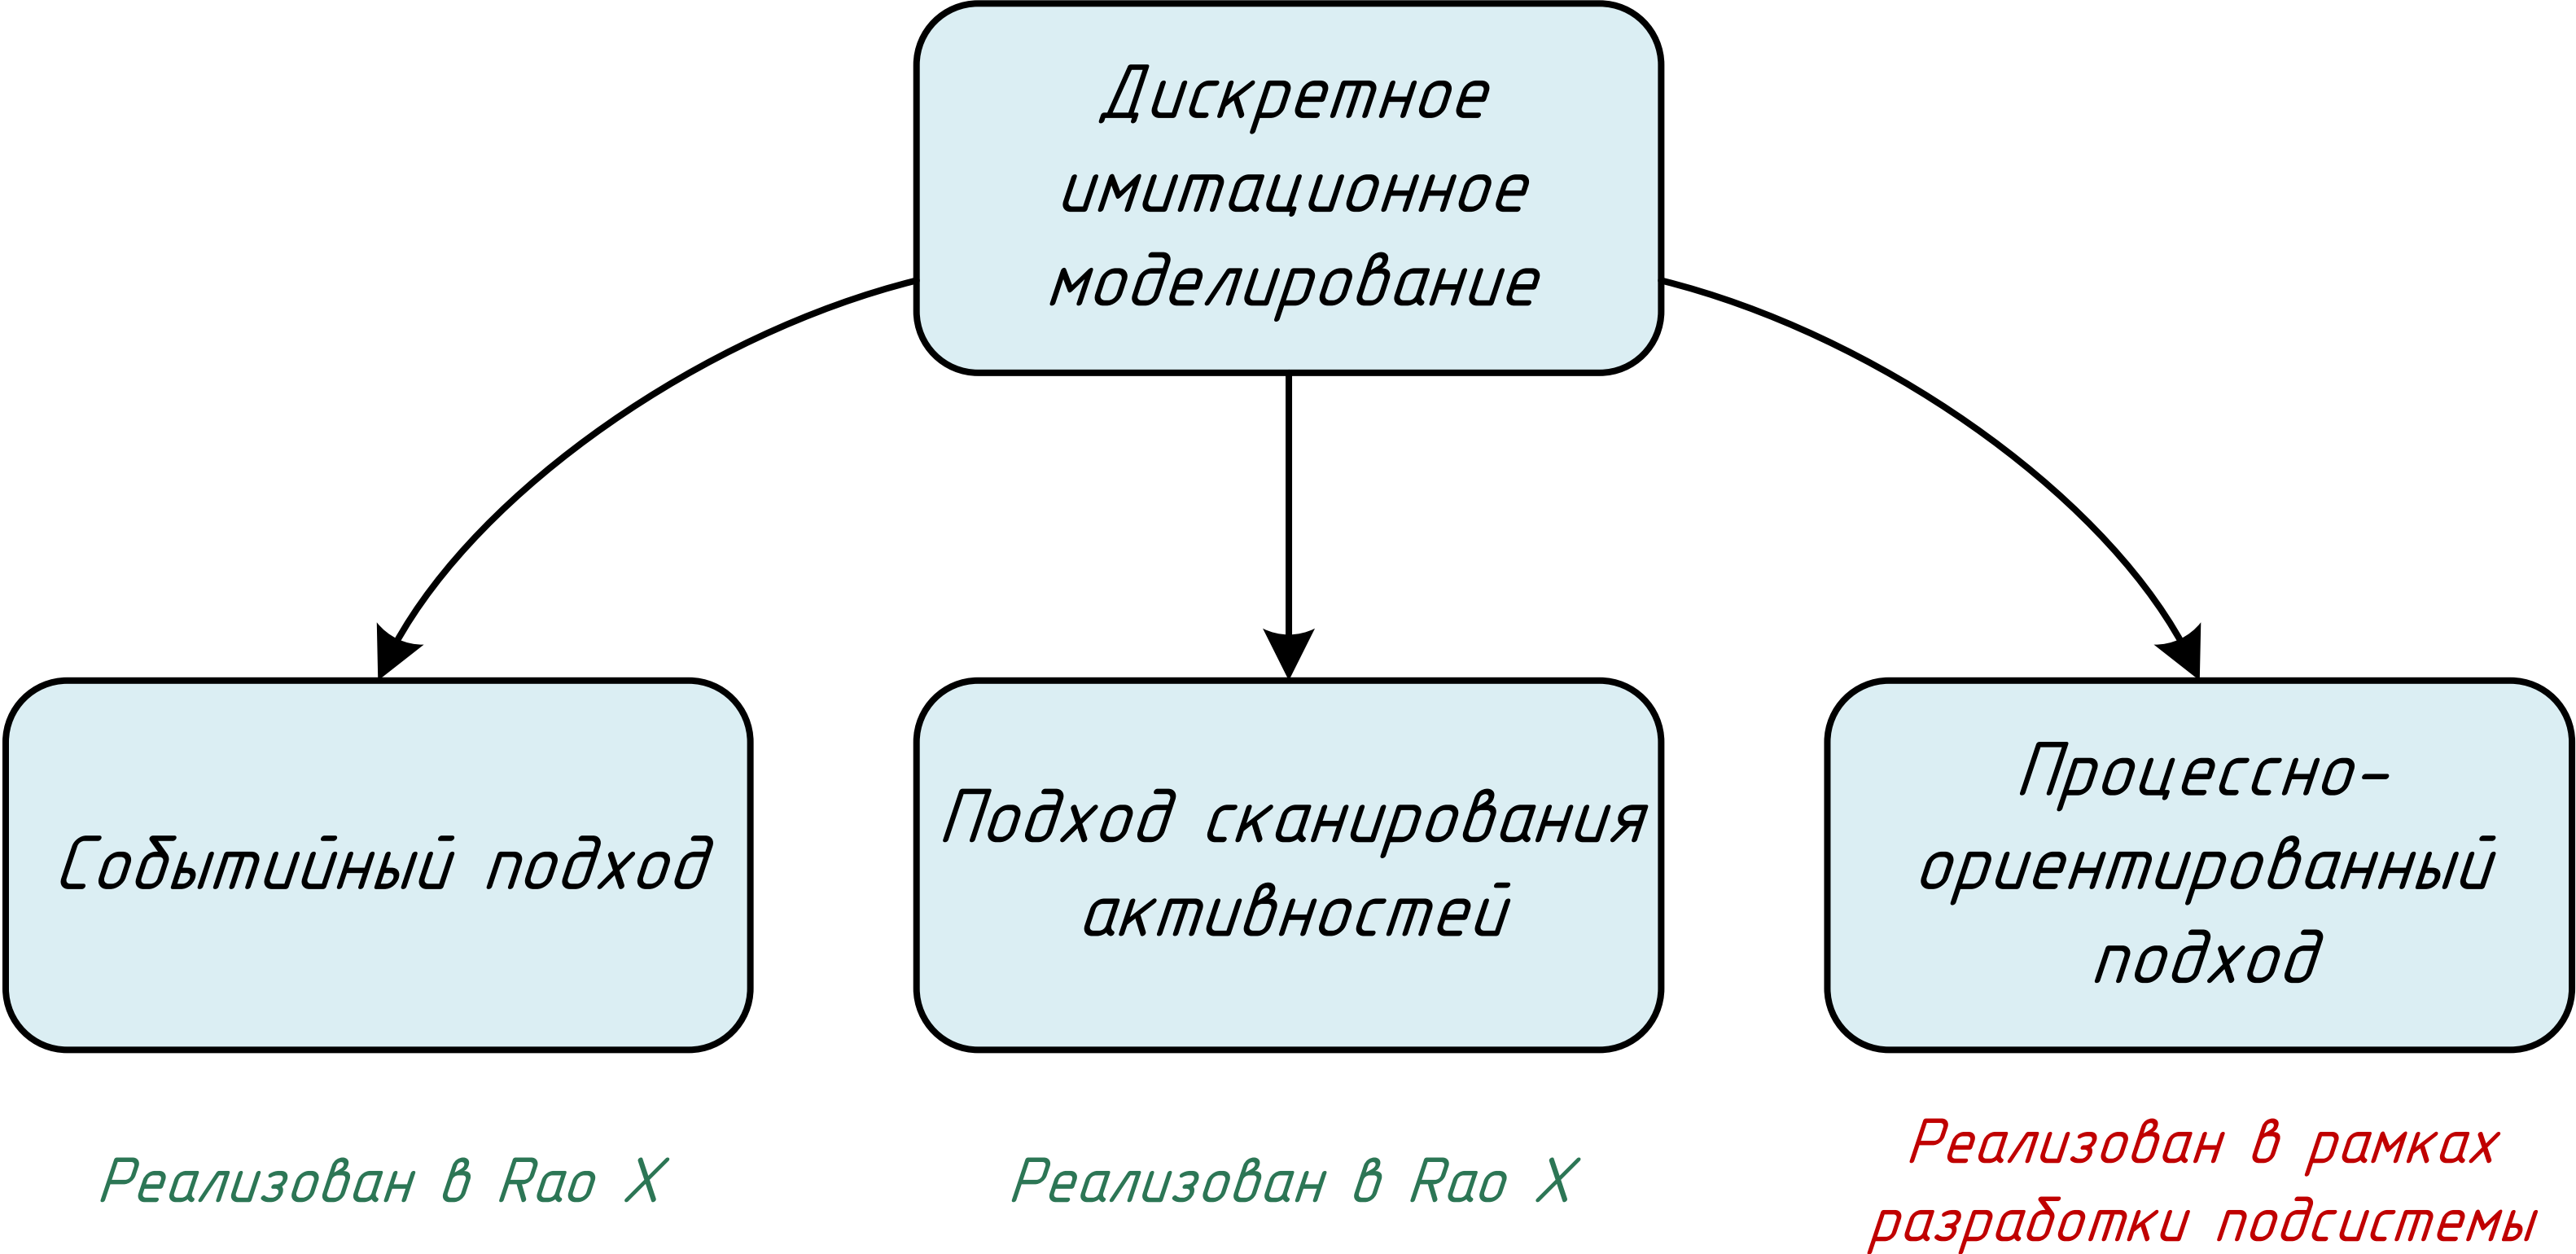 Дискретное
имитационное
моделирование
Событийный подход
Подход сканирования
активностей
Процессно-
ориентированный
подход
Реализован в Rao X
Реализован в Rao X
Реализован в рамках
разработки подсистемы